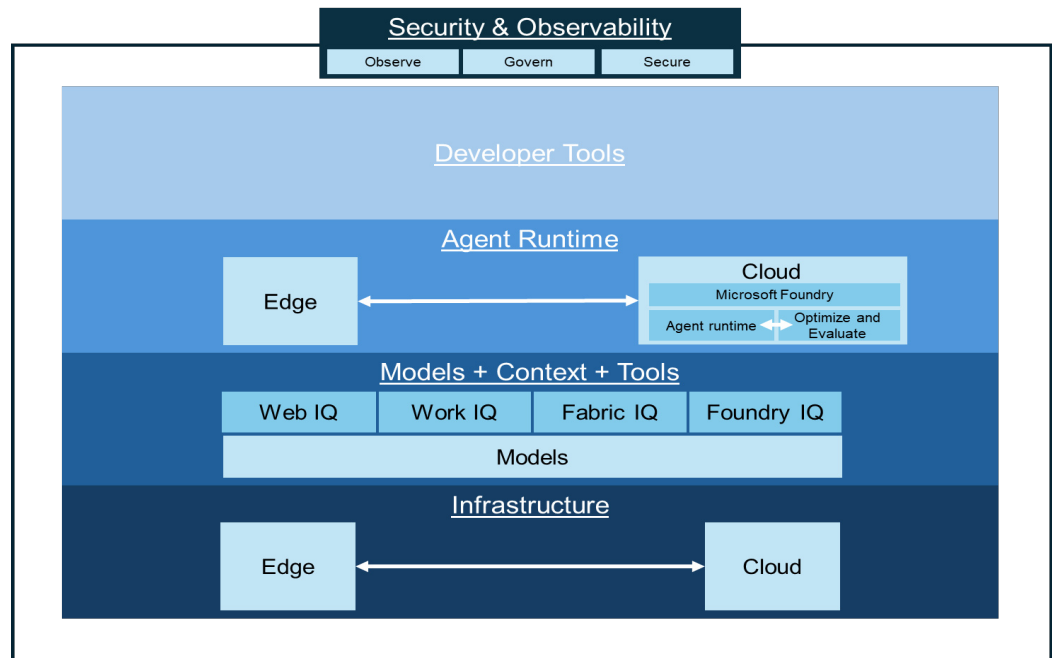 Security & Observability
Observe
Govern
Secure
Developer Tools
Agent Runtime
Edge
Cloud
Microsoft Foundry
Agent runtime
Optimize and
Evaluate
Models + Context + Tools
Web IQ
Work IQ
Fabric IQ
Foundry IQ
Models
Infrastructure
Edge
Cloud